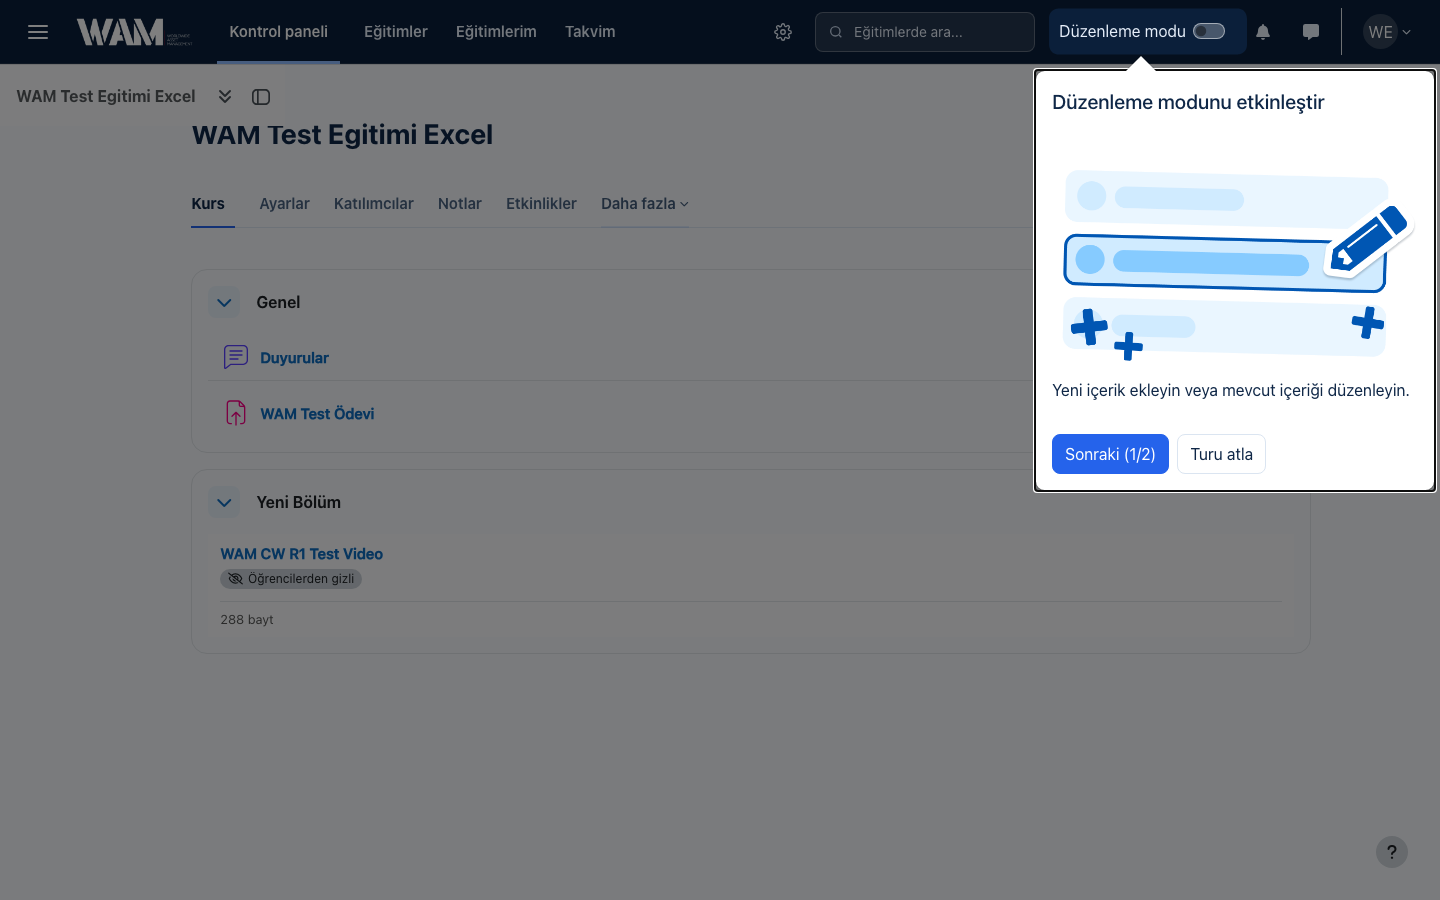 WAM
Kontrol paneli
Eğitimler
Eğitimlerim
Takvim
Eğitimlerde ara...
Düzenleme modu
WE
WAM Test Egitimi Excel
WAM Test Egitimi Excel
Kurs
Ayarlar
Katılımcılar
Notlar
Etkinlikler
Daha fazla
Genel
Duyurular
WAM Test Ödevi
Yeni Bölüm
WAM CW R1 Test Video
Öğrencilerden gizli
288 bayt
Düzenleme modunu etkinleştir
Yeni içerik ekleyin veya mevcut içeriği düzenleyin.
Sonraki (1/2)
Turu atla
?